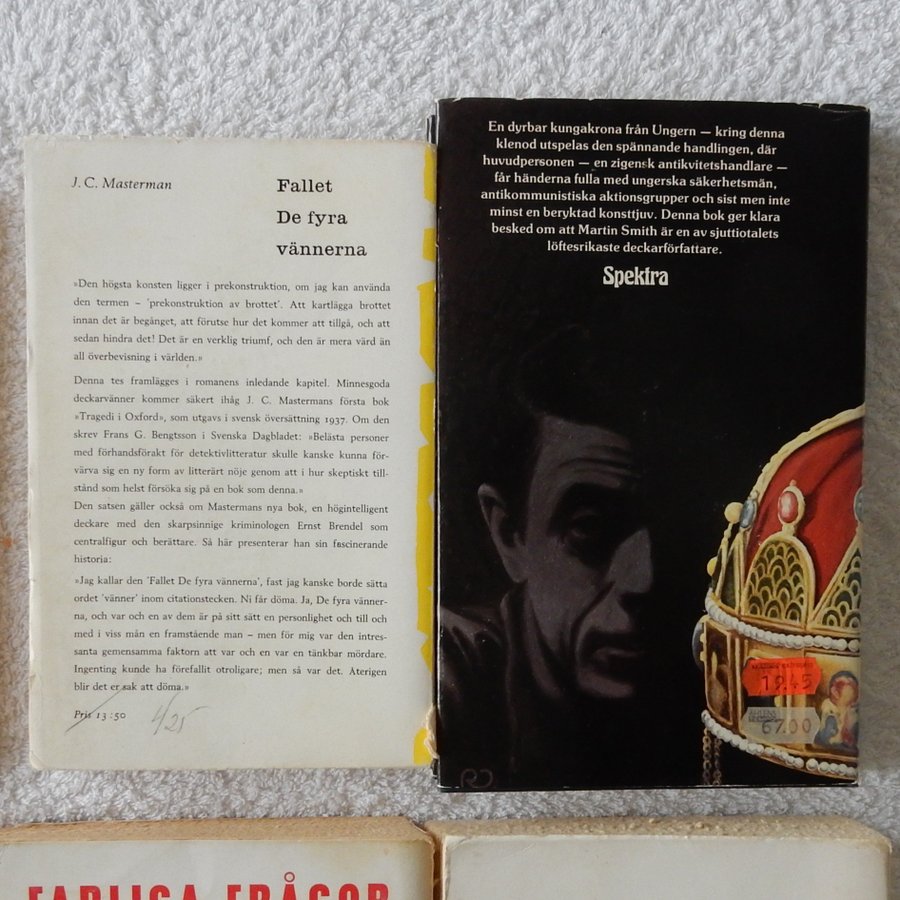 J. C. Masterman
Fallet
De fyra
vännerna
»Den högsta konsten ligger i prekonstruktion, om jag kan använda
den termen – 'prekonstruktion av brottet'. Att kartlägga brottet
innan det är begånget, att förutse hur det kommer att tillgå, och att
sedan hindra det! Det är en verklig triumf, och den är mera värd än
all överbevisning i världen.»
Denna tes framlägges i romanens inledande kapitel. Minnesgoda
deckarvänner kommer säkert ihåg J. C. Mastermans första bok
»Tragedi i Oxford», som utgavs i svensk översättning 1937. Om den
skrev Frans G. Bengtsson i Svenska Dagbladet: »Belästa personer
med förhandsförakt för detektivlitteratur skulle kanske kunna för-
värva sig en ny form av litterärt nöje genom att i hur skeptiskt till-
stånd som helst försöka sig på en bok som denna.»
Den satsen gäller också om Mastermans nya bok, en högintelligent
deckare med den skarpsinnige kriminologen Ernst Brendel som
centralfigur och berättare. Så här presenterar han sin fascinerande
historia:
»Jag kallar den 'Fallet De fyra vännerna', fast jag kanske borde sätta
ordet 'vänner' inom citationstecken. Ni får döma. Ja, De fyra vänner-
na, och var och en av dem är på sitt sätt en personlighet och till och
med i viss mån en framstående man – men för mig var den intres-
santa gemensamma faktorn att var och en var en tänkbar mördare.
Ingenting kunde ha förefallit otroligare; men så var det. Återigen
blir det er sak att döma.»
Pris 13:50
4/25
En dyrbar kungakrona från Ungern — kring denna
klenod utspelas den spännande handlingen, där
huvudpersonen — en zigensk antikvitetshandlare —
får händerna fulla med ungerska säkerhetsmän,
antikommunistiska aktionsgrupper och sist men inte
minst en beryktad konsttjuv. Denna bok ger klara
besked om att Martin Smith är en av sjuttiotalets
löftesrikaste deckarförfattare.
Spektra
19.45
67.00
FARLIGA FRÅGOR